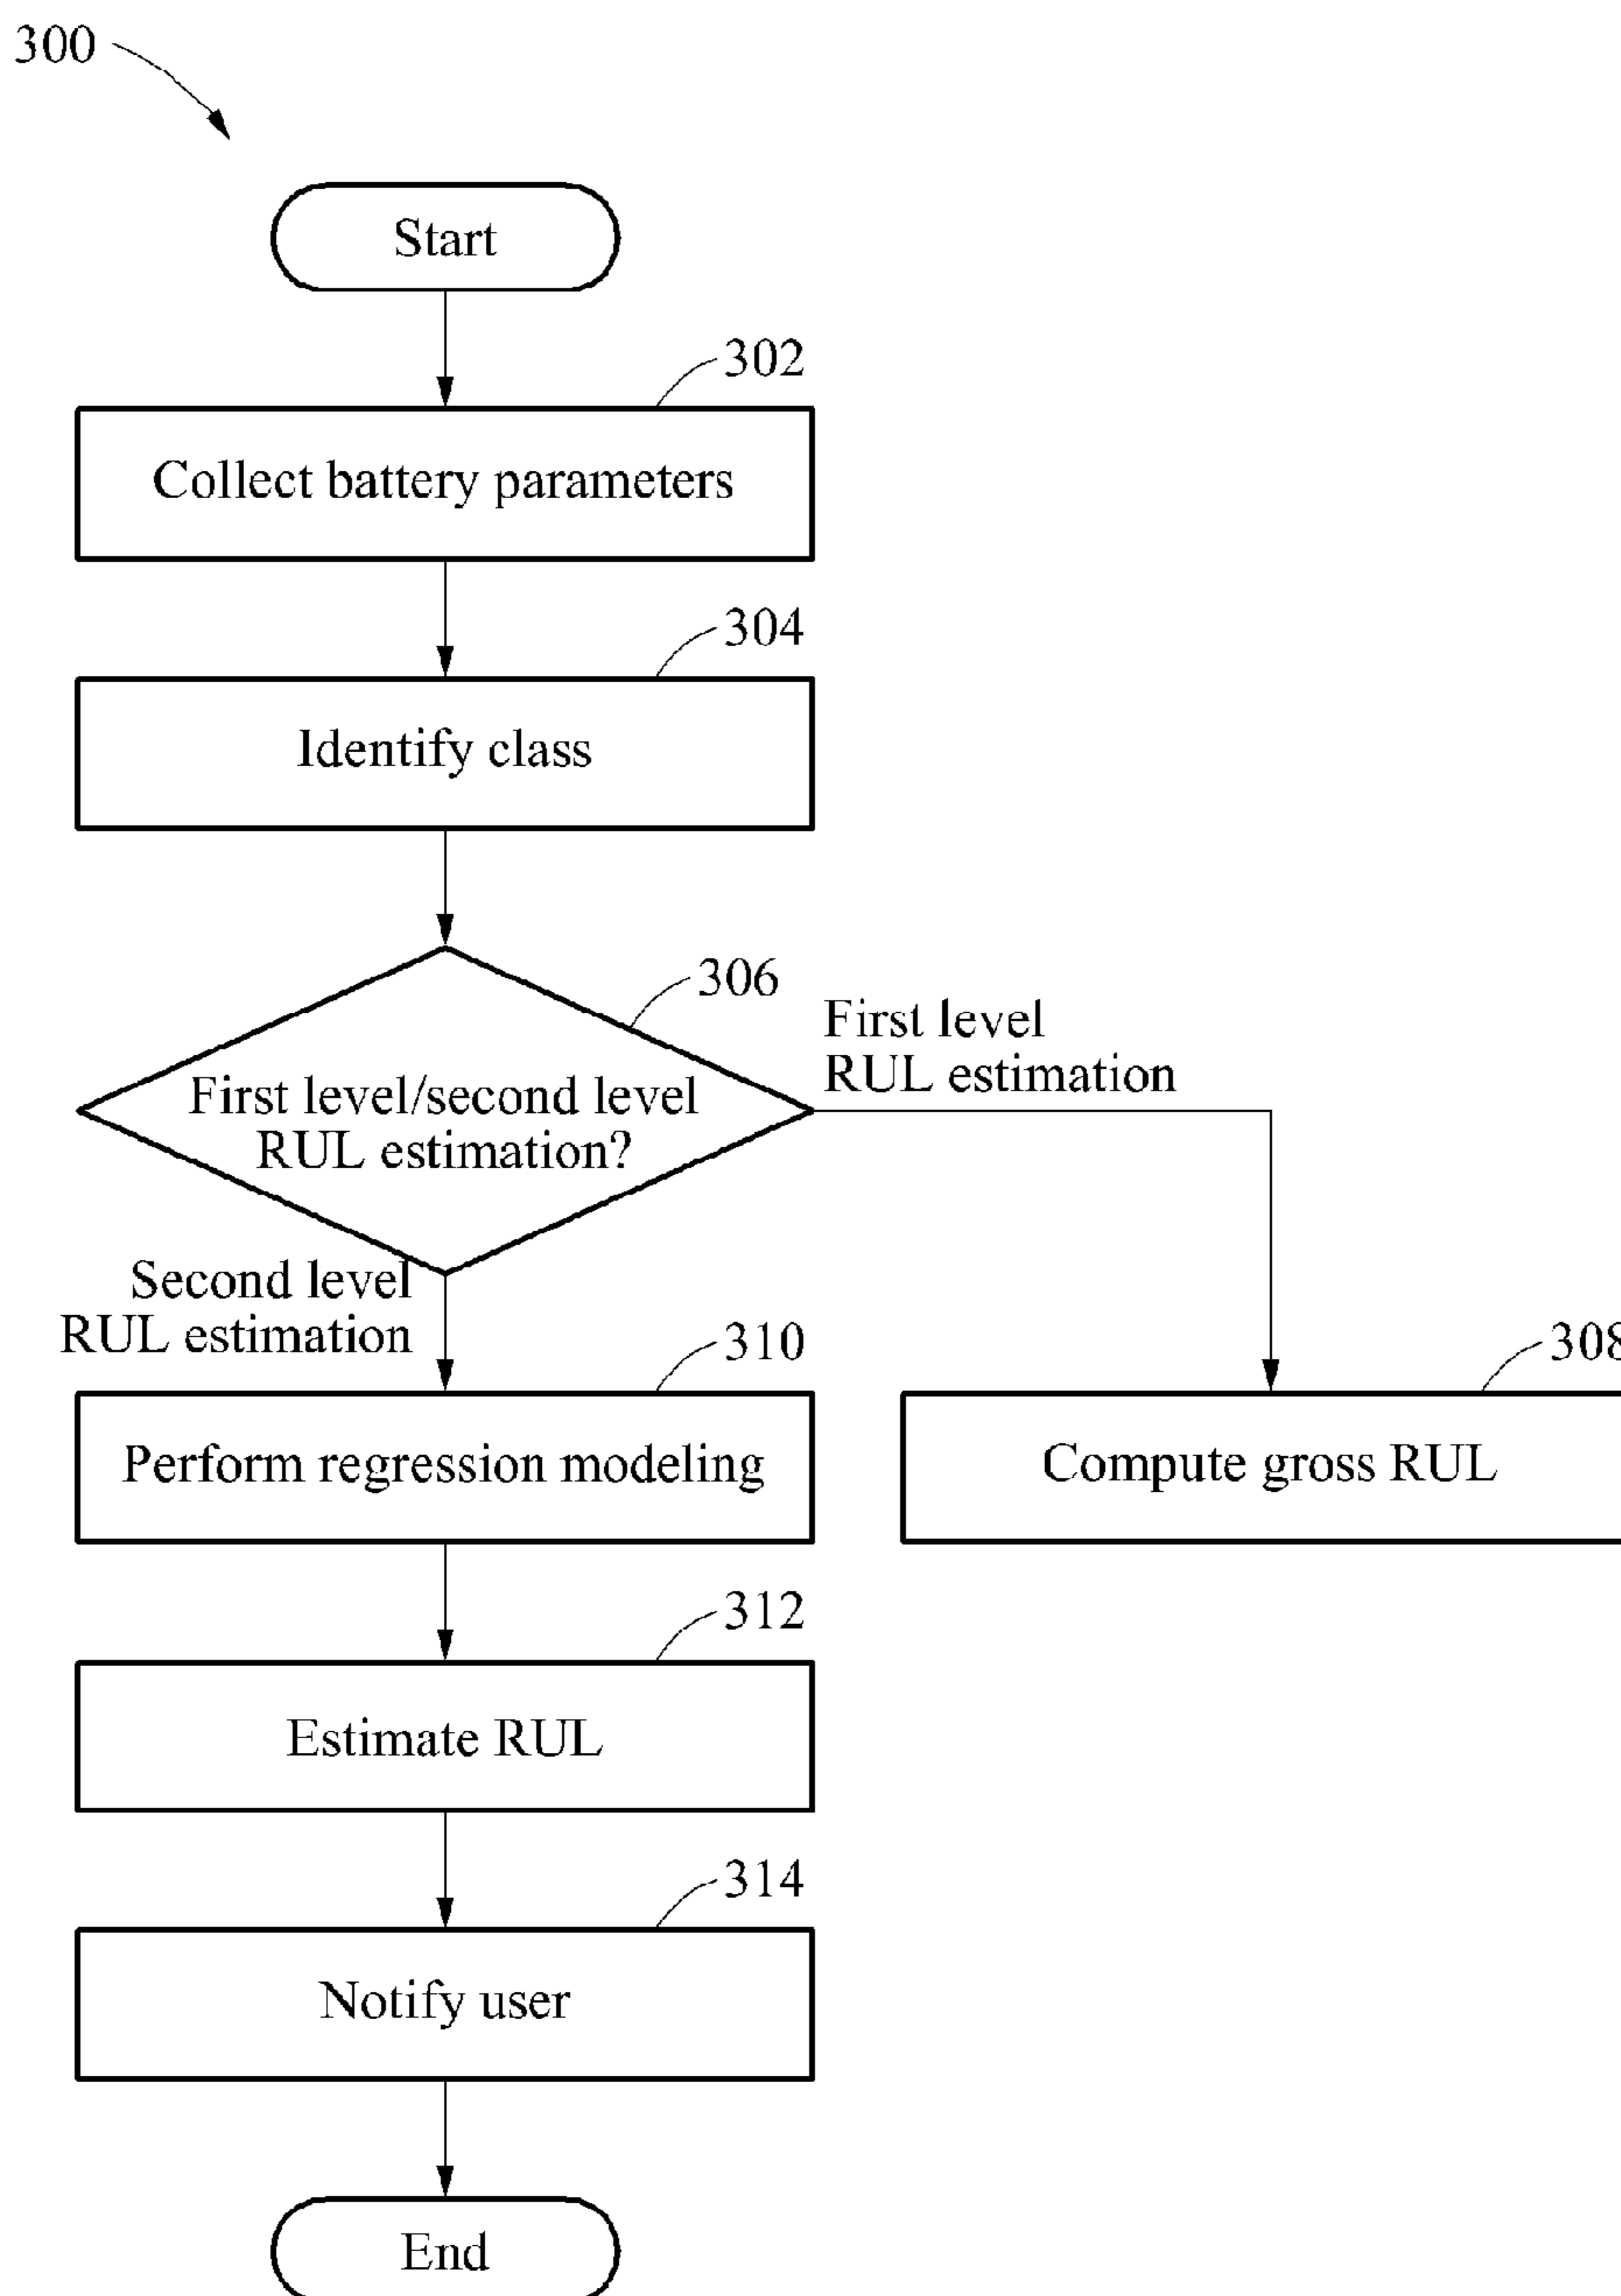 300
Start
302
Collect battery parameters
304
Identify class
306
First level/second level
RUL estimation?
First level
RUL estimation
Second level
RUL estimation
310
Perform regression modeling
308
Compute gross RUL
312
Estimate RUL
314
Notify user
End